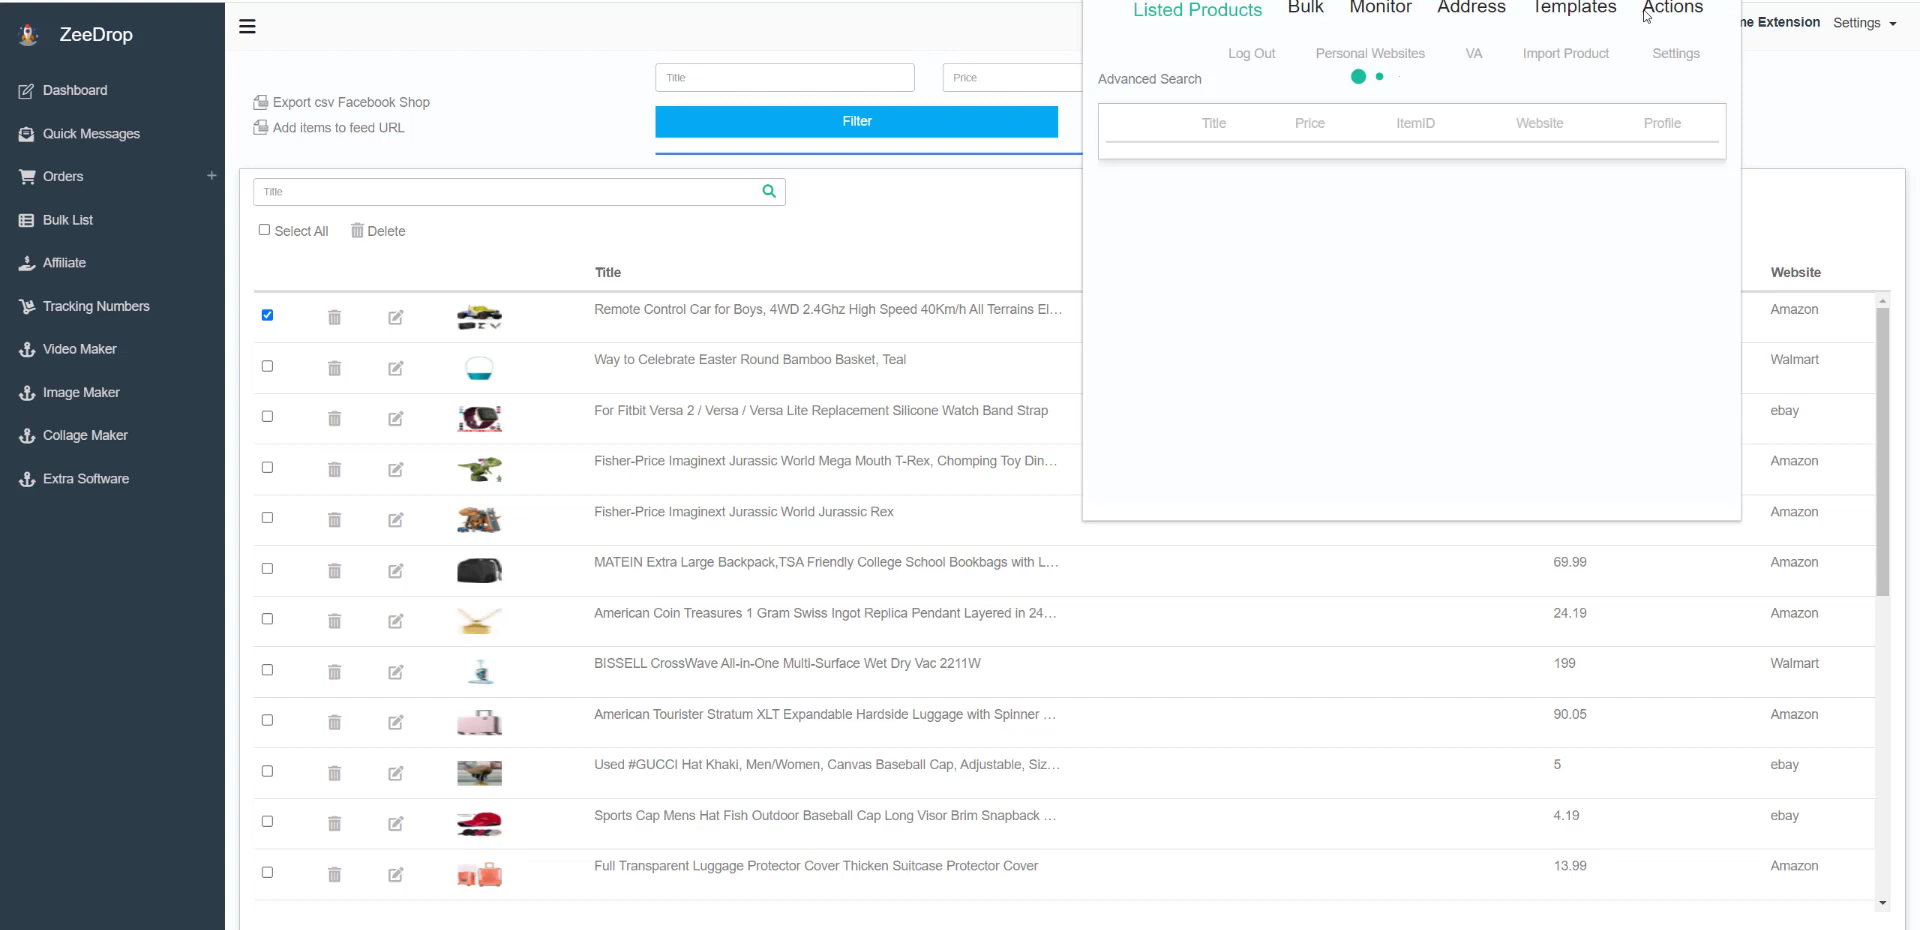 ZeeDrop
Dashboard
Quick Messages
Orders
Bulk List
Affiliate
Tracking Numbers
Video Maker
Image Maker
Collage Maker
Extra Software
Export csv Facebook Shop
Add items to feed URL
Title
Price
Filter
Listed Products Bulk Monitor Address Templates Actions
Log Out Personal Websites VA Import Product Settings
Advanced Search
Title Price ItemID Website Profile
me Extension Settings
Title
Select All Delete
Title Website
Remote Control Car for Boys, 4WD 2.4Ghz High Speed 40Km/h All Terrains El... Amazon
Way to Celebrate Easter Round Bamboo Basket, Teal Walmart
For Fitbit Versa 2 / Versa / Versa Lite Replacement Silicone Watch Band Strap ebay
Fisher-Price Imaginext Jurassic World Mega Mouth T-Rex, Chomping Toy Din... Amazon
Fisher-Price Imaginext Jurassic World Jurassic Rex Amazon
MATEIN Extra Large Backpack,TSA Friendly College School Bookbags with L... 69.99 Amazon
American Coin Treasures 1 Gram Swiss Ingot Replica Pendant Layered in 24... 24.19 Amazon
BISSELL CrossWave All-in-One Multi-Surface Wet Dry Vac 2211W 199 Walmart
American Tourister Stratum XLT Expandable Hardside Luggage with Spinner ... 90.05 Amazon
Used #GUCCI Hat Khaki, Men/Women, Canvas Baseball Cap, Adjustable, Siz... 5 ebay
Sports Cap Mens Hat Fish Outdoor Baseball Cap Long Visor Brim Snapback ... 4.19 ebay
Full Transparent Luggage Protector Cover Thicken Suitcase Protector Cover 13.99 Amazon